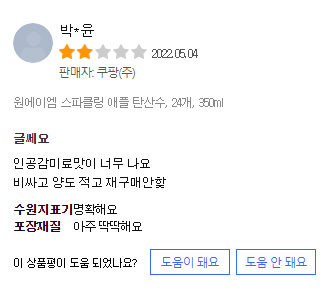 박*윤
2022.05.04
판매자: 쿠팡(주)
원에이엠 스파클링 애플 탄산수, 24개, 350ml
글쎄요
인공감미료맛이 너무 나요
비싸고 양도 적고 재구매안핱
수원지표기명확해요
포장재질 아주 딱딱해요
이 상품평이 도움 되었나요?
도움이 돼요
도움 안 돼요